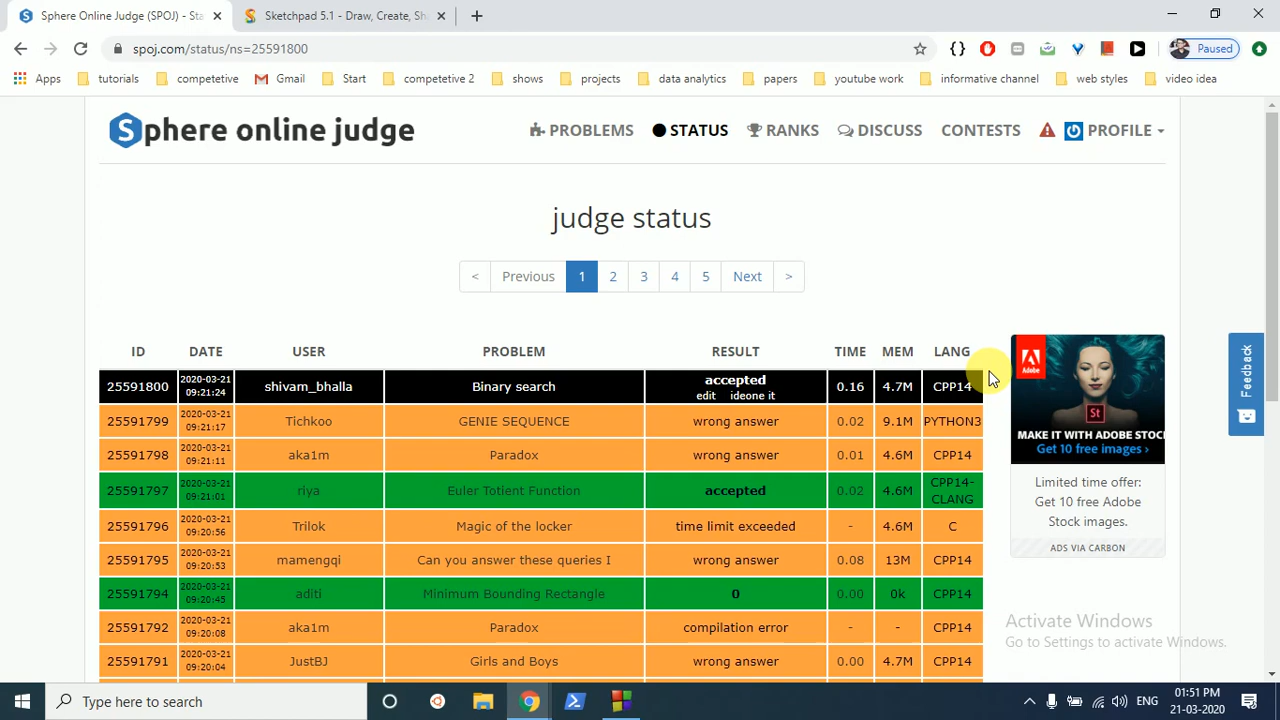 Sphere Online Judge (SPOJ) - Sta
Sketchpad 5.1 - Draw, Create, Sh
spoj.com/status/ns=25591800
Paused
Apps tutorials competetive Gmail Start competetive 2 shows projects data analytics papers youtube work informative channel web styles video idea
Sphere online judge
PROBLEMS STATUS RANKS DISCUSS CONTESTS PROFILE
judge status
< Previous 1 2 3 4 5 Next >
ID DATE USER PROBLEM RESULT TIME MEM LANG
25591800 2020-03-21 09:21:24 shivam_bhalla Binary search accepted edit ideone it 0.16 4.7M CPP14
25591799 2020-03-21 09:21:17 Tichkoo GENIE SEQUENCE wrong answer 0.02 9.1M PYTHON3
25591798 2020-03-21 09:21:11 aka1m Paradox wrong answer 0.01 4.6M CPP14
25591797 2020-03-21 09:21:01 riya Euler Totient Function accepted 0.02 4.6M CPP14-CLANG
25591796 2020-03-21 09:20:56 Trilok Magic of the locker time limit exceeded - 4.6M C
25591795 2020-03-21 09:20:53 mamengqi Can you answer these queries I wrong answer 0.08 13M CPP14
25591794 2020-03-21 09:20:45 aditi Minimum Bounding Rectangle 0 0.00 0k CPP14
25591792 2020-03-21 09:20:08 aka1m Paradox compilation error - - CPP14
25591791 2020-03-21 09:20:04 JustBJ Girls and Boys wrong answer 0.00 4.7M CPP14
Adobe
St
MAKE IT WITH ADOBE STOCK
Get 10 free images ›
Limited time offer:
Get 10 free Adobe
Stock images.
ADS VIA CARBON
Feedback
Activate Windows
Go to Settings to activate Windows.
Type here to search
ENG
01:51 PM
21-03-2020